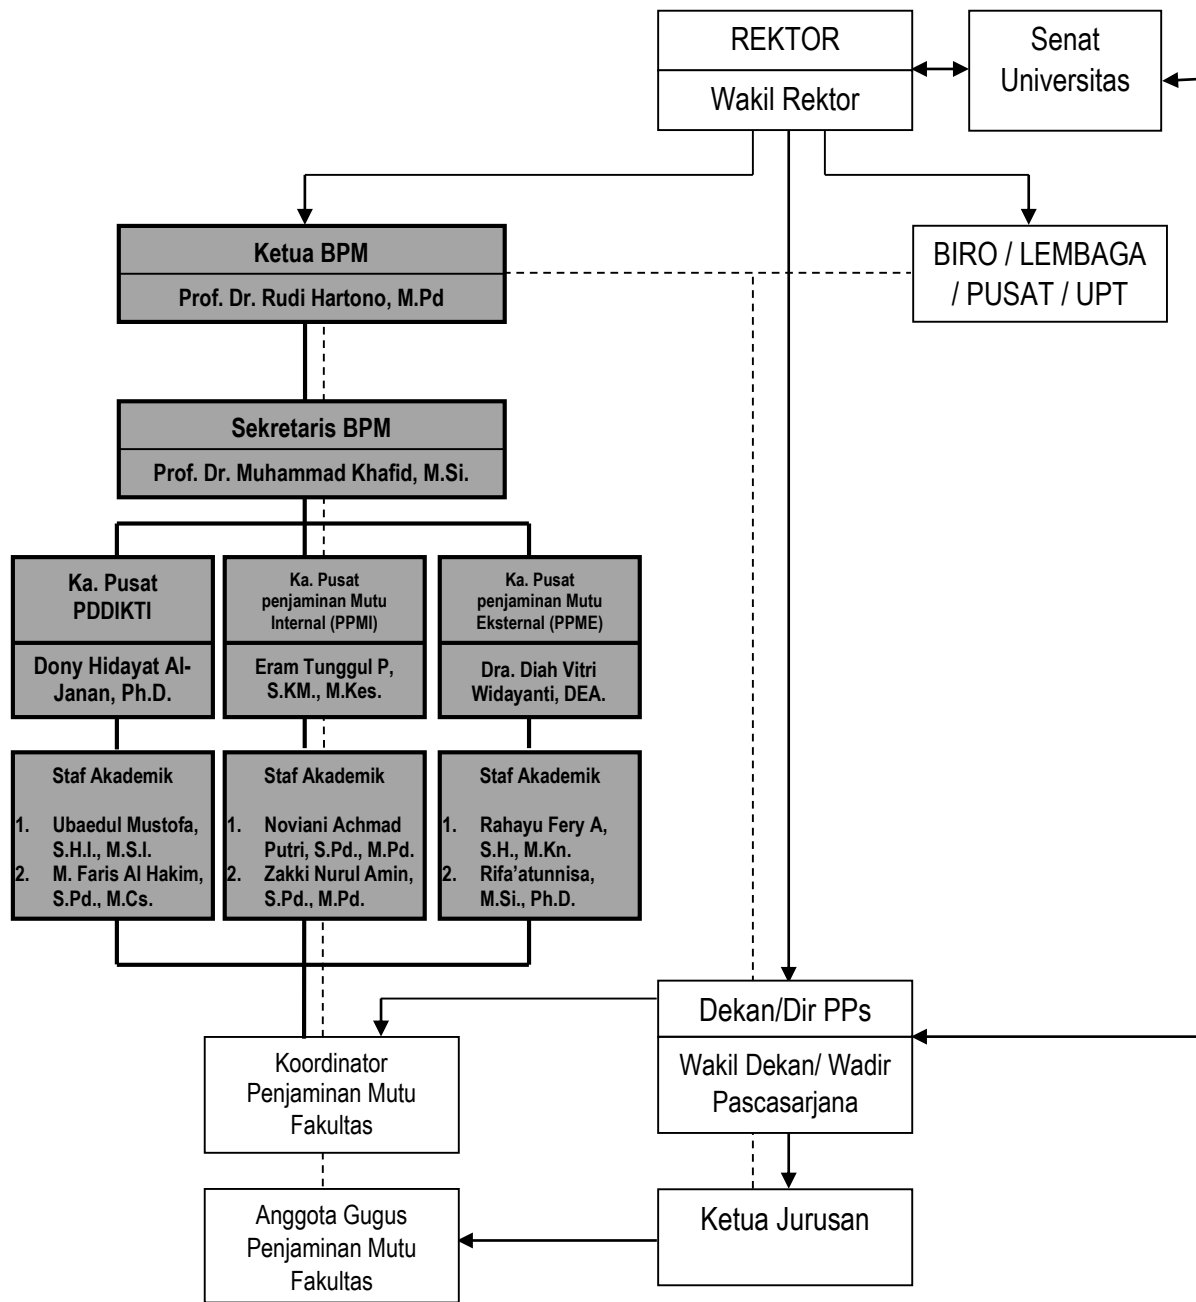 REKTOR
Wakil Rektor
Senat
Universitas
Ketua BPM
Prof. Dr. Rudi Hartono, M.Pd
BIRO / LEMBAGA
/ PUSAT / UPT
Sekretaris BPM
Prof. Dr. Muhammad Khafid, M.Si.
Ka. Pusat
PDDIKTI
Dony Hidayat Al-
Janan, Ph.D.
Ka. Pusat
penjaminan Mutu
Internal (PPMI)
Eram Tunggul P,
S.KM., M.Kes.
Ka. Pusat
penjaminan Mutu
Eksternal (PPME)
Dra. Diah Vitri
Widayanti, DEA.
Staf Akademik
1. Ubaedul Mustofa,
S.H.I., M.S.I.
2. M. Faris Al Hakim,
S.Pd., M.Cs.
Staf Akademik
1. Noviani Achmad
Putri, S.Pd., M.Pd.
2. Zakki Nurul Amin,
S.Pd., M.Pd.
Staf Akademik
1. Rahayu Fery A,
S.H., M.Kn.
2. Rifa’atunnisa,
M.Si., Ph.D.
Dekan/Dir PPs
Wakil Dekan/ Wadir
Pascasarjana
Koordinator
Penjaminan Mutu
Fakultas
Anggota Gugus
Penjaminan Mutu
Fakultas
Ketua Jurusan